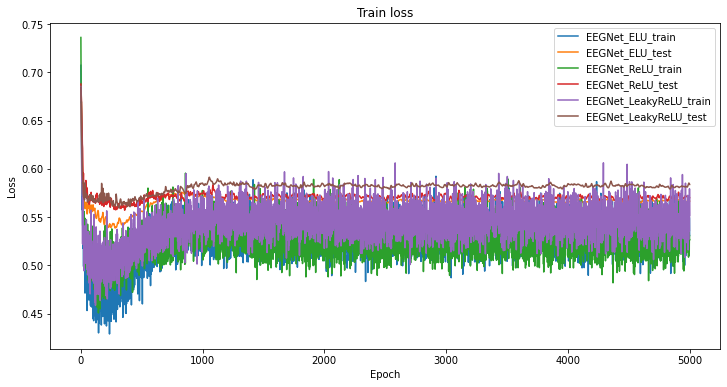 Train loss
0.75
0.70
0.65
0.60
0.55
0.50
0.45
Loss
EEGNet_ELU_train
EEGNet_ELU_test
EEGNet_ReLU_train
EEGNet_ReLU_test
EEGNet_LeakyReLU_train
EEGNet_LeakyReLU_test
0 1000 2000 3000 4000 5000
Epoch